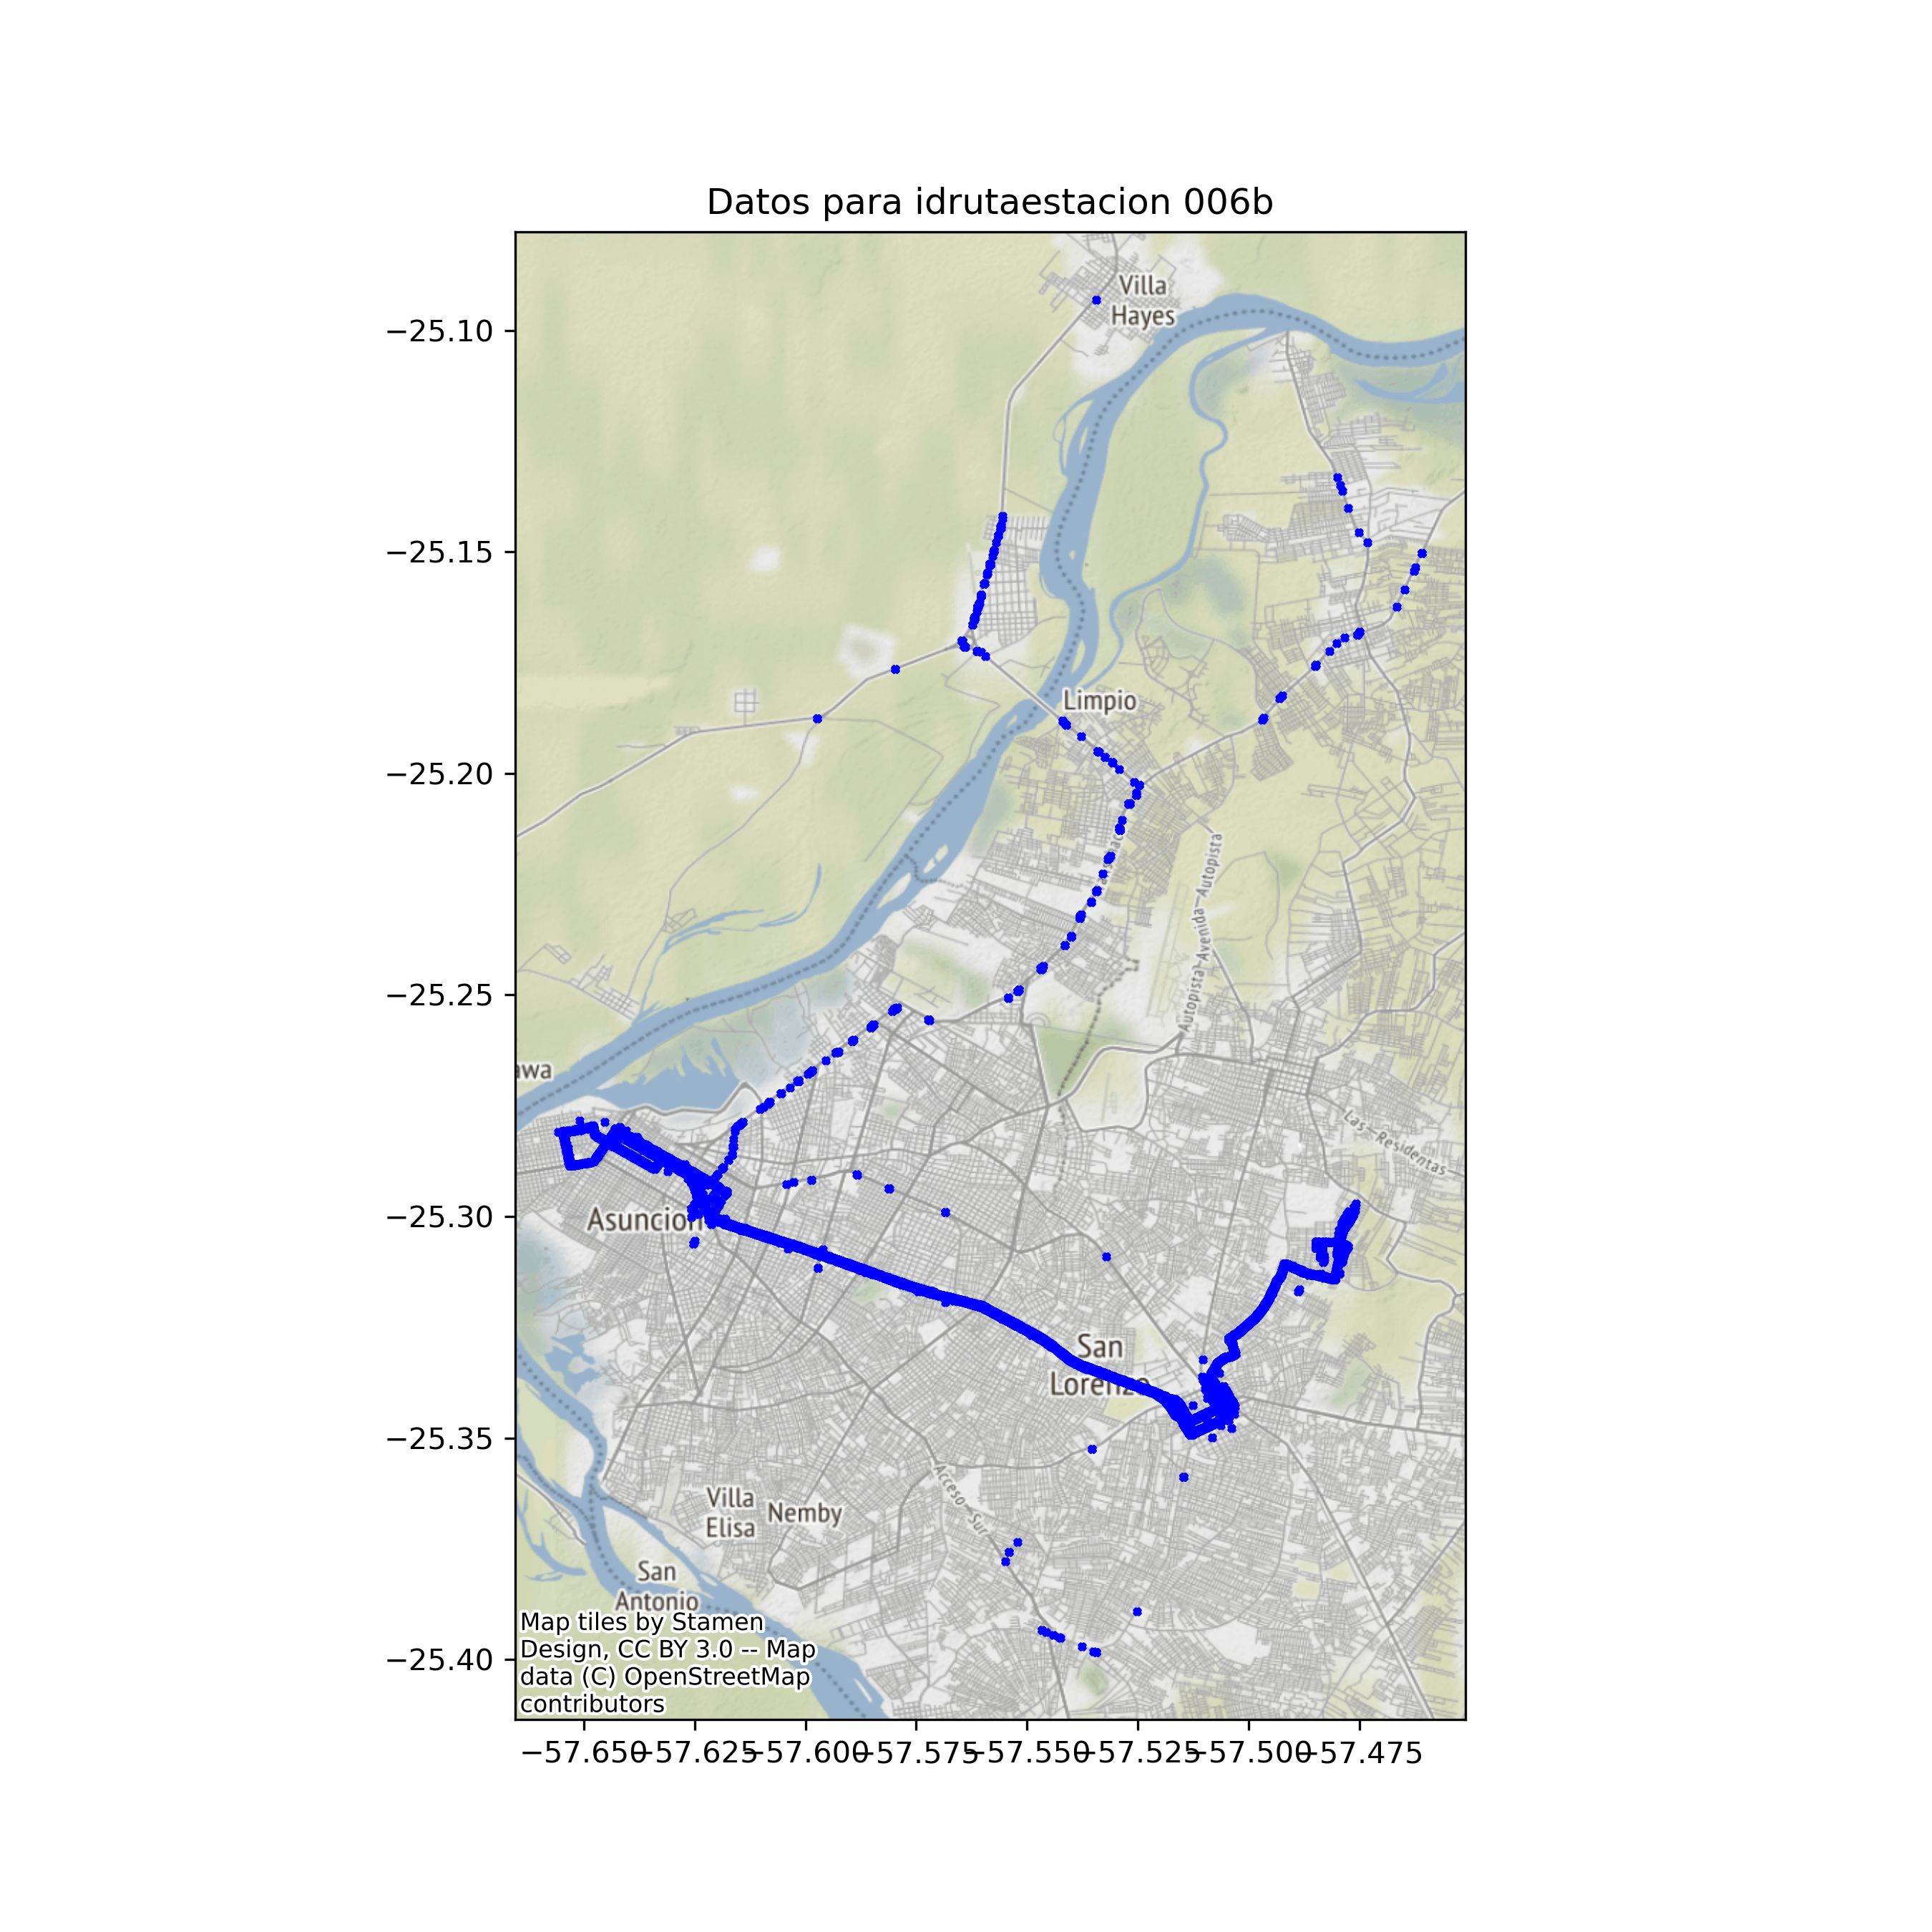 Datos para idrutaestacion 006b
Villa
Hayes
−25.10
−25.15
Limpio
−25.20
Autopista-Avenida-Autopista
−25.25
Las-Residentas
−25.30
Asuncion
San
Lorenzo
−25.35
Acceso-Sur
Villa
Elisa
Nemby
San
Antonio
−25.40
Map tiles by Stamen
Design, CC BY 3.0 -- Map
data (C) OpenStreetMap
contributors
−57.650
−57.625
−57.600
−57.575
−57.550
−57.525
−57.500
−57.475